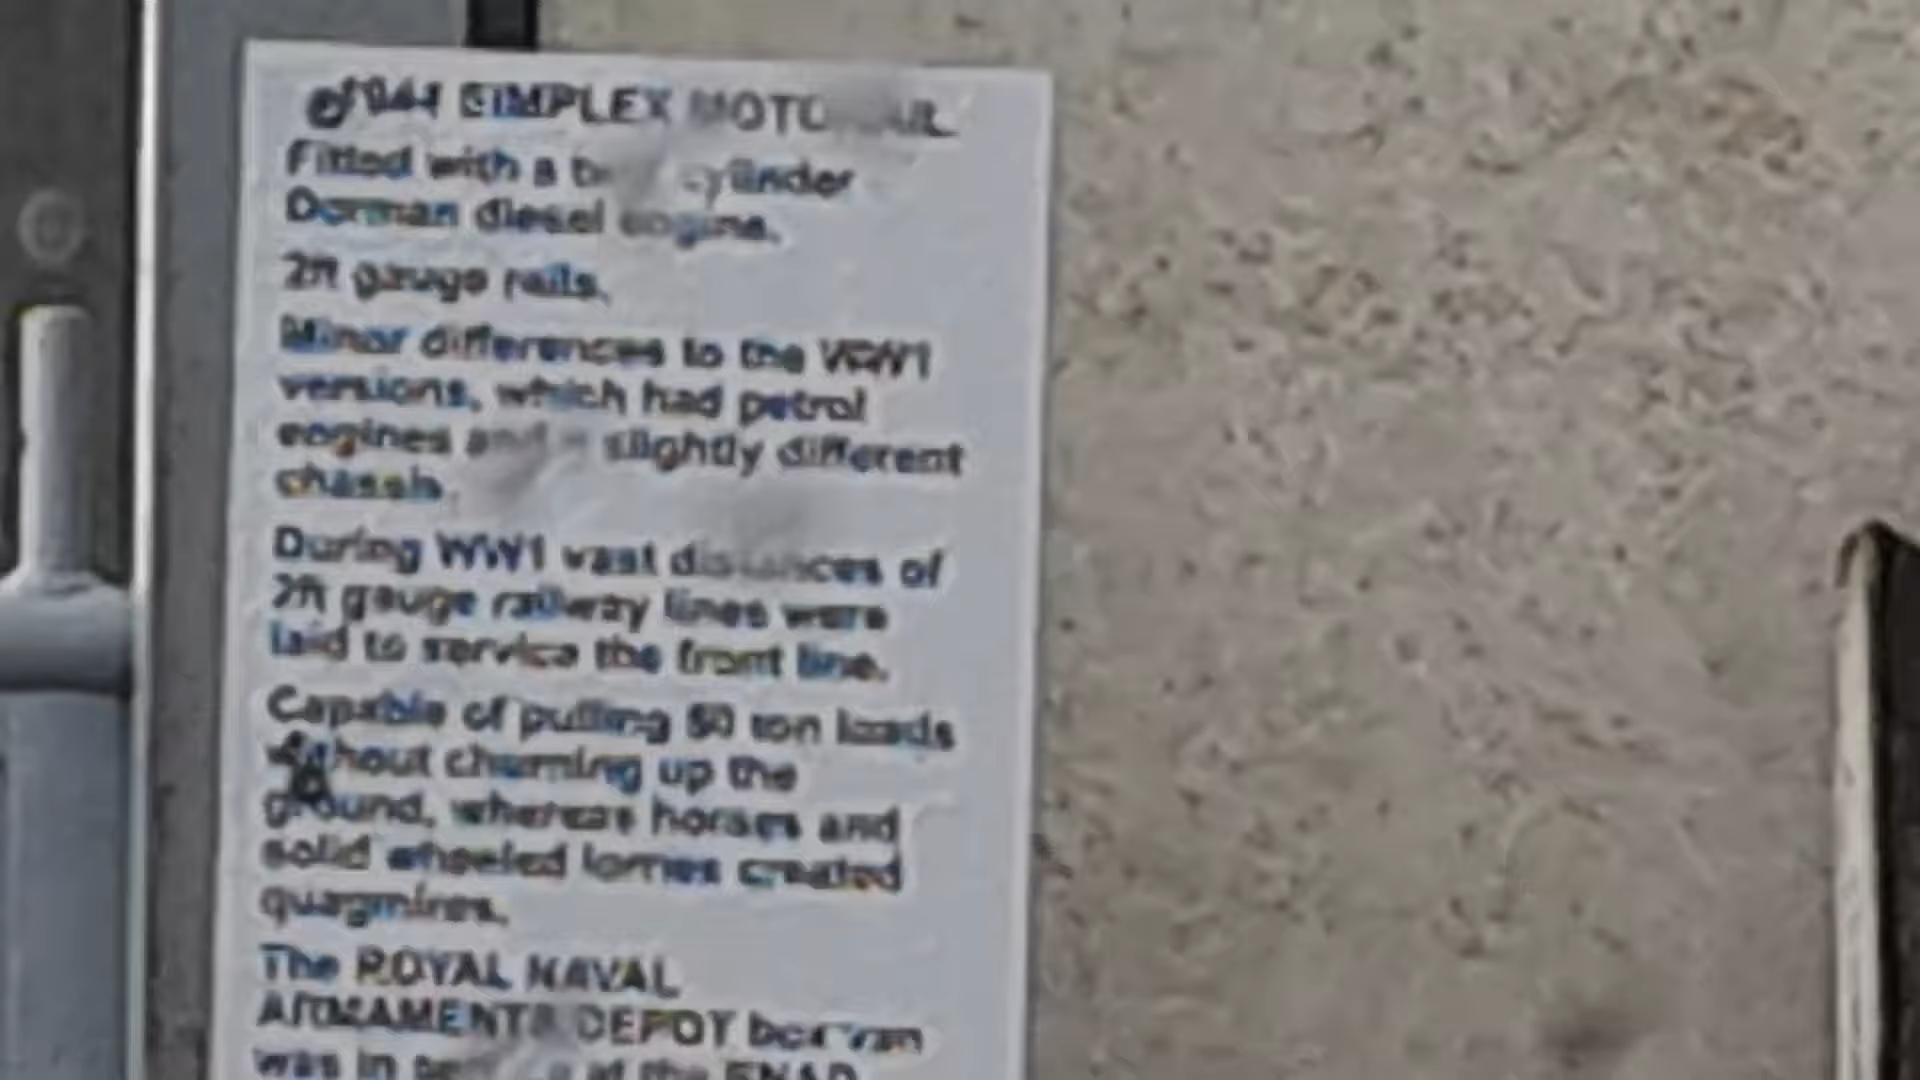 1944 SIMPLEX MOTOR RAIL
Fitted with a two cylinder
Dorman diesel engine.
2ft gauge rails.
Minor differences to the WW1
versions, which had petrol
engines and a slightly different
chassis.
During WW1 vast distances of
2ft gauge railway lines were
laid to service the front line.
Capable of pulling 50 ton loads
without churning up the
ground, whereas horses and
solid wheeled lorries created
quagmires.
The ROYAL NAVAL
ARMAMENTS DEPOT box van
was in at the